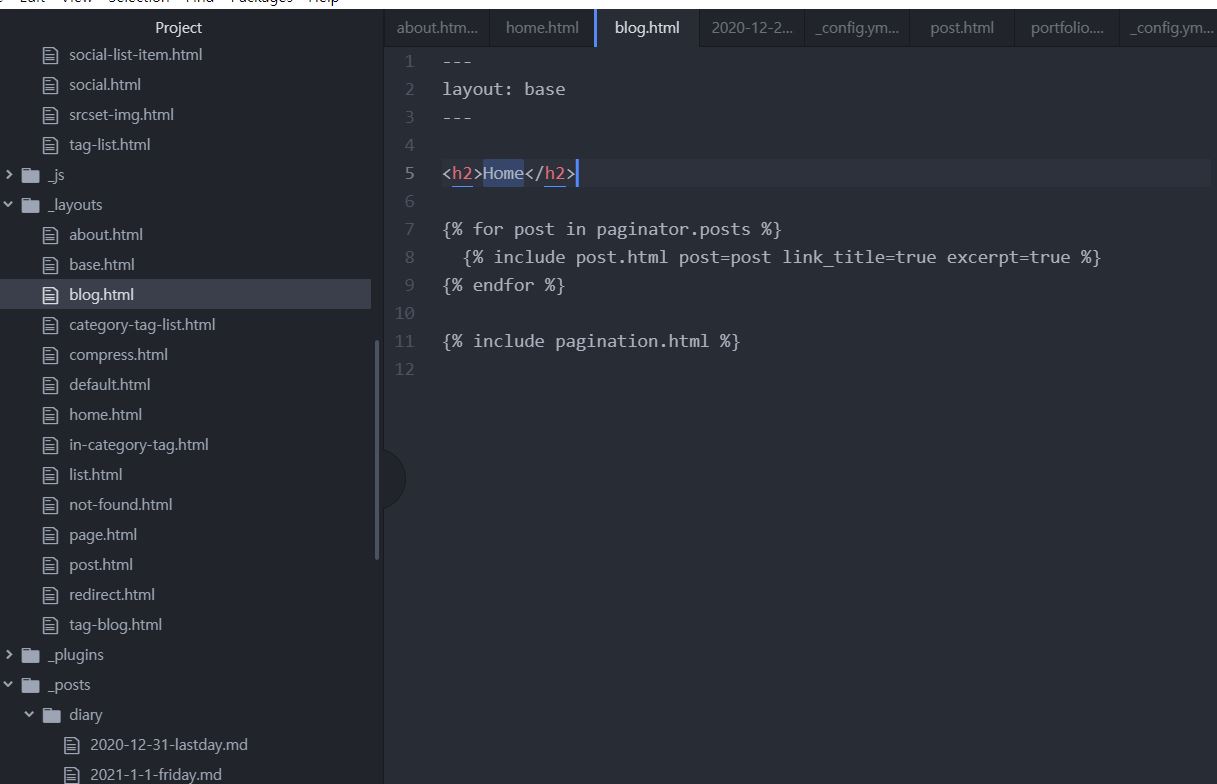 Edit View Selection Find Packages Help
Project
social-list-item.html
social.html
srcset-img.html
tag-list.html
_js
_layouts
about.html
base.html
blog.html
category-tag-list.html
compress.html
default.html
home.html
in-category-tag.html
list.html
not-found.html
page.html
post.html
redirect.html
tag-blog.html
_plugins
_posts
diary
2020-12-31-lastday.md
2021-1-1-friday.md
about.htm... home.html blog.html 2020-12-2... _config.ym... post.html portfolio.... _config.ym...
1 ---
2 layout: base
3 ---
4
5 <h2>Home</h2>
6
7 {% for post in paginator.posts %}
8 {% include post.html post=post link_title=true excerpt=true %}
9 {% endfor %}
10
11 {% include pagination.html %}
12